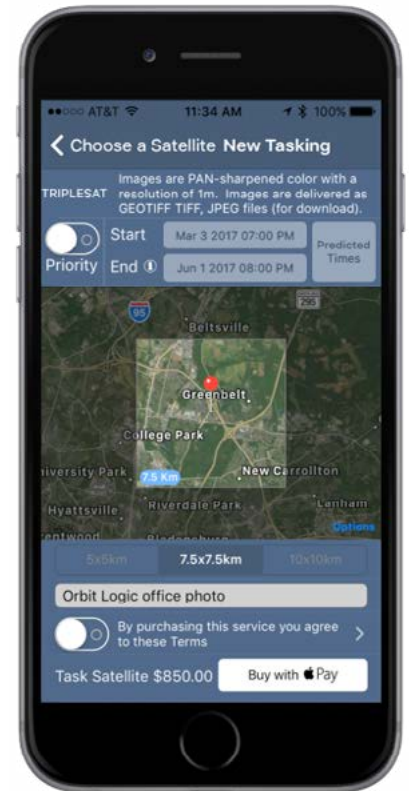 AT&T 11:34 AM 100%
Choose a Satellite New Tasking
TRIPLESAT
Images are PAN-sharpened color with a
resolution of 1m. Images are delivered as
GEOTIFF TIFF, JPEG files (for download).
Priority
Start Mar 3 2017 07:00 PM
End Jun 1 2017 08:00 PM
Predicted
Times
95
295
Beltsville
Greenbelt
College Park
iversity Park
7.5 Km
New Carrollton
Hyattsville
Riverdale Park
Lanham
entwood
Bladensburg
Options
5x5km 7.5x7.5km 10x10km
Orbit Logic office photo
By purchasing this service you agree
to these Terms
Task Satellite $850.00 Buy with Pay